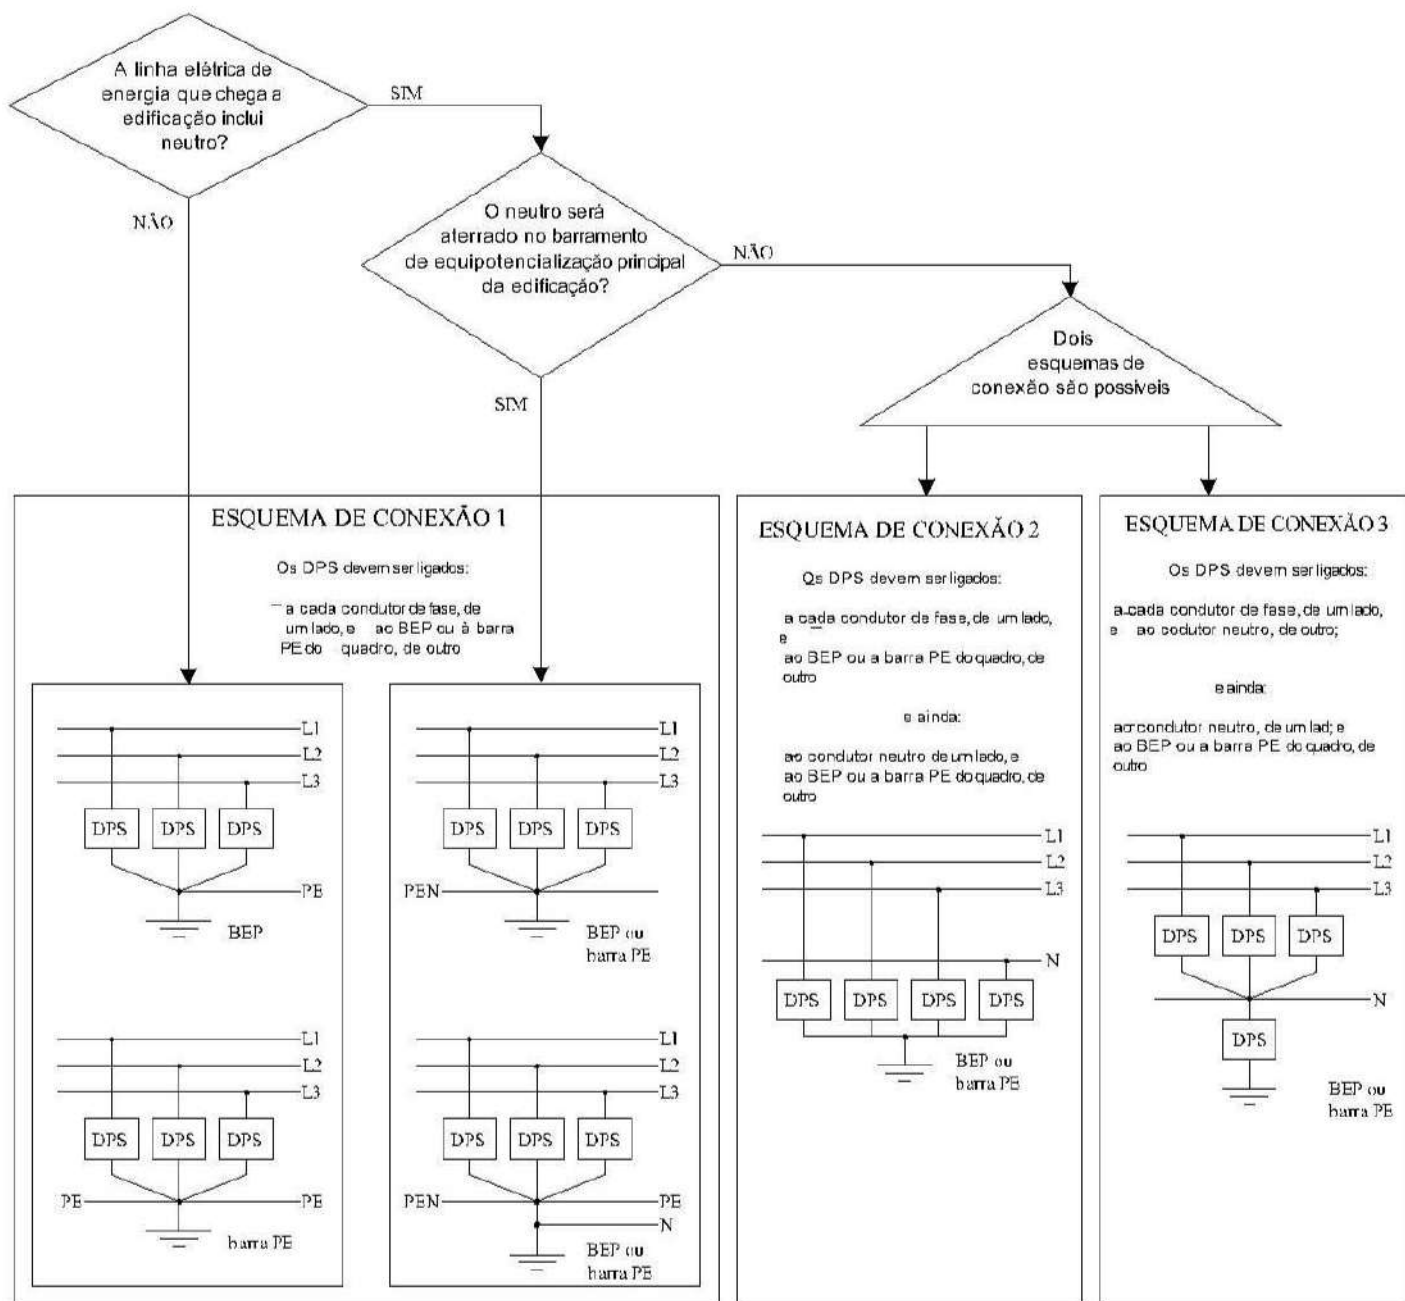 A linha elétrica de
energia que chega a
edificação inclui
neutro?
SIM
NÃO
O neutro será
aterrado no barramento
de equipotencialização principal
da edificação?
NÃO
SIM
Dois
esquemas de
conexão são possiveis
ESQUEMA DE CONEXÃO 1
Os DPS devem ser ligados:
a cada condutor de fase, de
um lado, e ao BEP ou à barra
PE do quadro, de outro
L1
L2
L3
DPS DPS DPS
PE
BEP
L1
L2
L3
DPS DPS DPS
PE PE
barra PE
L1
L2
L3
DPS DPS DPS
PEN
BEP ou
barra PE
L1
L2
L3
DPS DPS DPS
PEN PE
N
BEP ou
barra PE
ESQUEMA DE CONEXÃO 2
Qs DPS devem ser ligados:
a cada condutor de fase, de um lado,
e
ao BEP ou a barra PE do quadro, de
outro
e ainda:
ao condutor neutro de um lado, e
ao BEP ou a barra PE do quadro, de
outro
L1
L2
L3
N
DPS DPS DPS DPS
BEP ou
barra PE
ESQUEMA DE CONEXÃO 3
Os DPS devem ser ligados:
a cada condutor de fase, de um lado,
e ao codutor neutro, de outro;
e ainda:
ao condutor neutro, de um lad; e
ao BEP ou a barra PE do quadro, de
outro
L1
L2
L3
DPS DPS DPS
N
DPS
BEP ou
barra PE